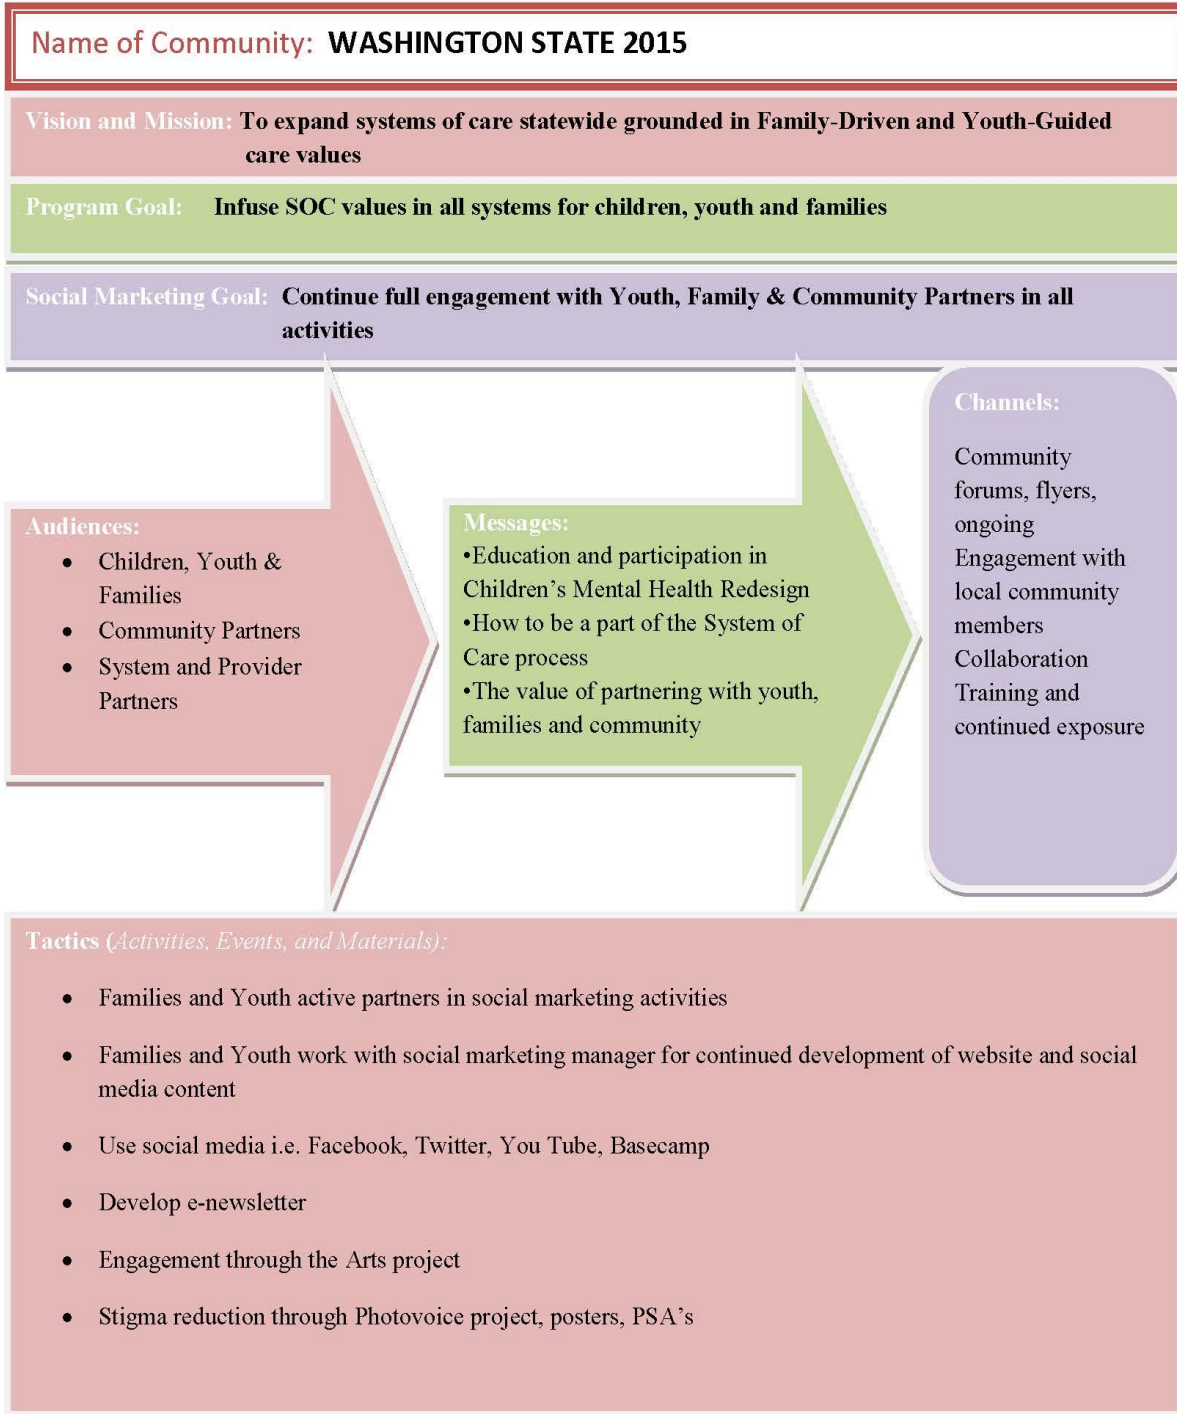 Name of Community: WASHINGTON STATE 2015
Vision and Mission: To expand systems of care statewide grounded in Family-Driven and Youth-Guided
care values
Program Goal: Infuse SOC values in all systems for children, youth and families
Social Marketing Goal: Continue full engagement with Youth, Family & Community Partners in all
activities
Audiences:
• Children, Youth &
Families
• Community Partners
• System and Provider
Partners
Messages:
•Education and participation in
Children’s Mental Health Redesign
•How to be a part of the System of
Care process
•The value of partnering with youth,
families and community
Channels:
Community
forums, flyers,
ongoing
Engagement with
local community
members
Collaboration
Training and
continued exposure
Tactics (Activities, Events, and Materials):
• Families and Youth active partners in social marketing activities
• Families and Youth work with social marketing manager for continued development of website and social
media content
• Use social media i.e. Facebook, Twitter, You Tube, Basecamp
• Develop e-newsletter
• Engagement through the Arts project
• Stigma reduction through Photovoice project, posters, PSA’s